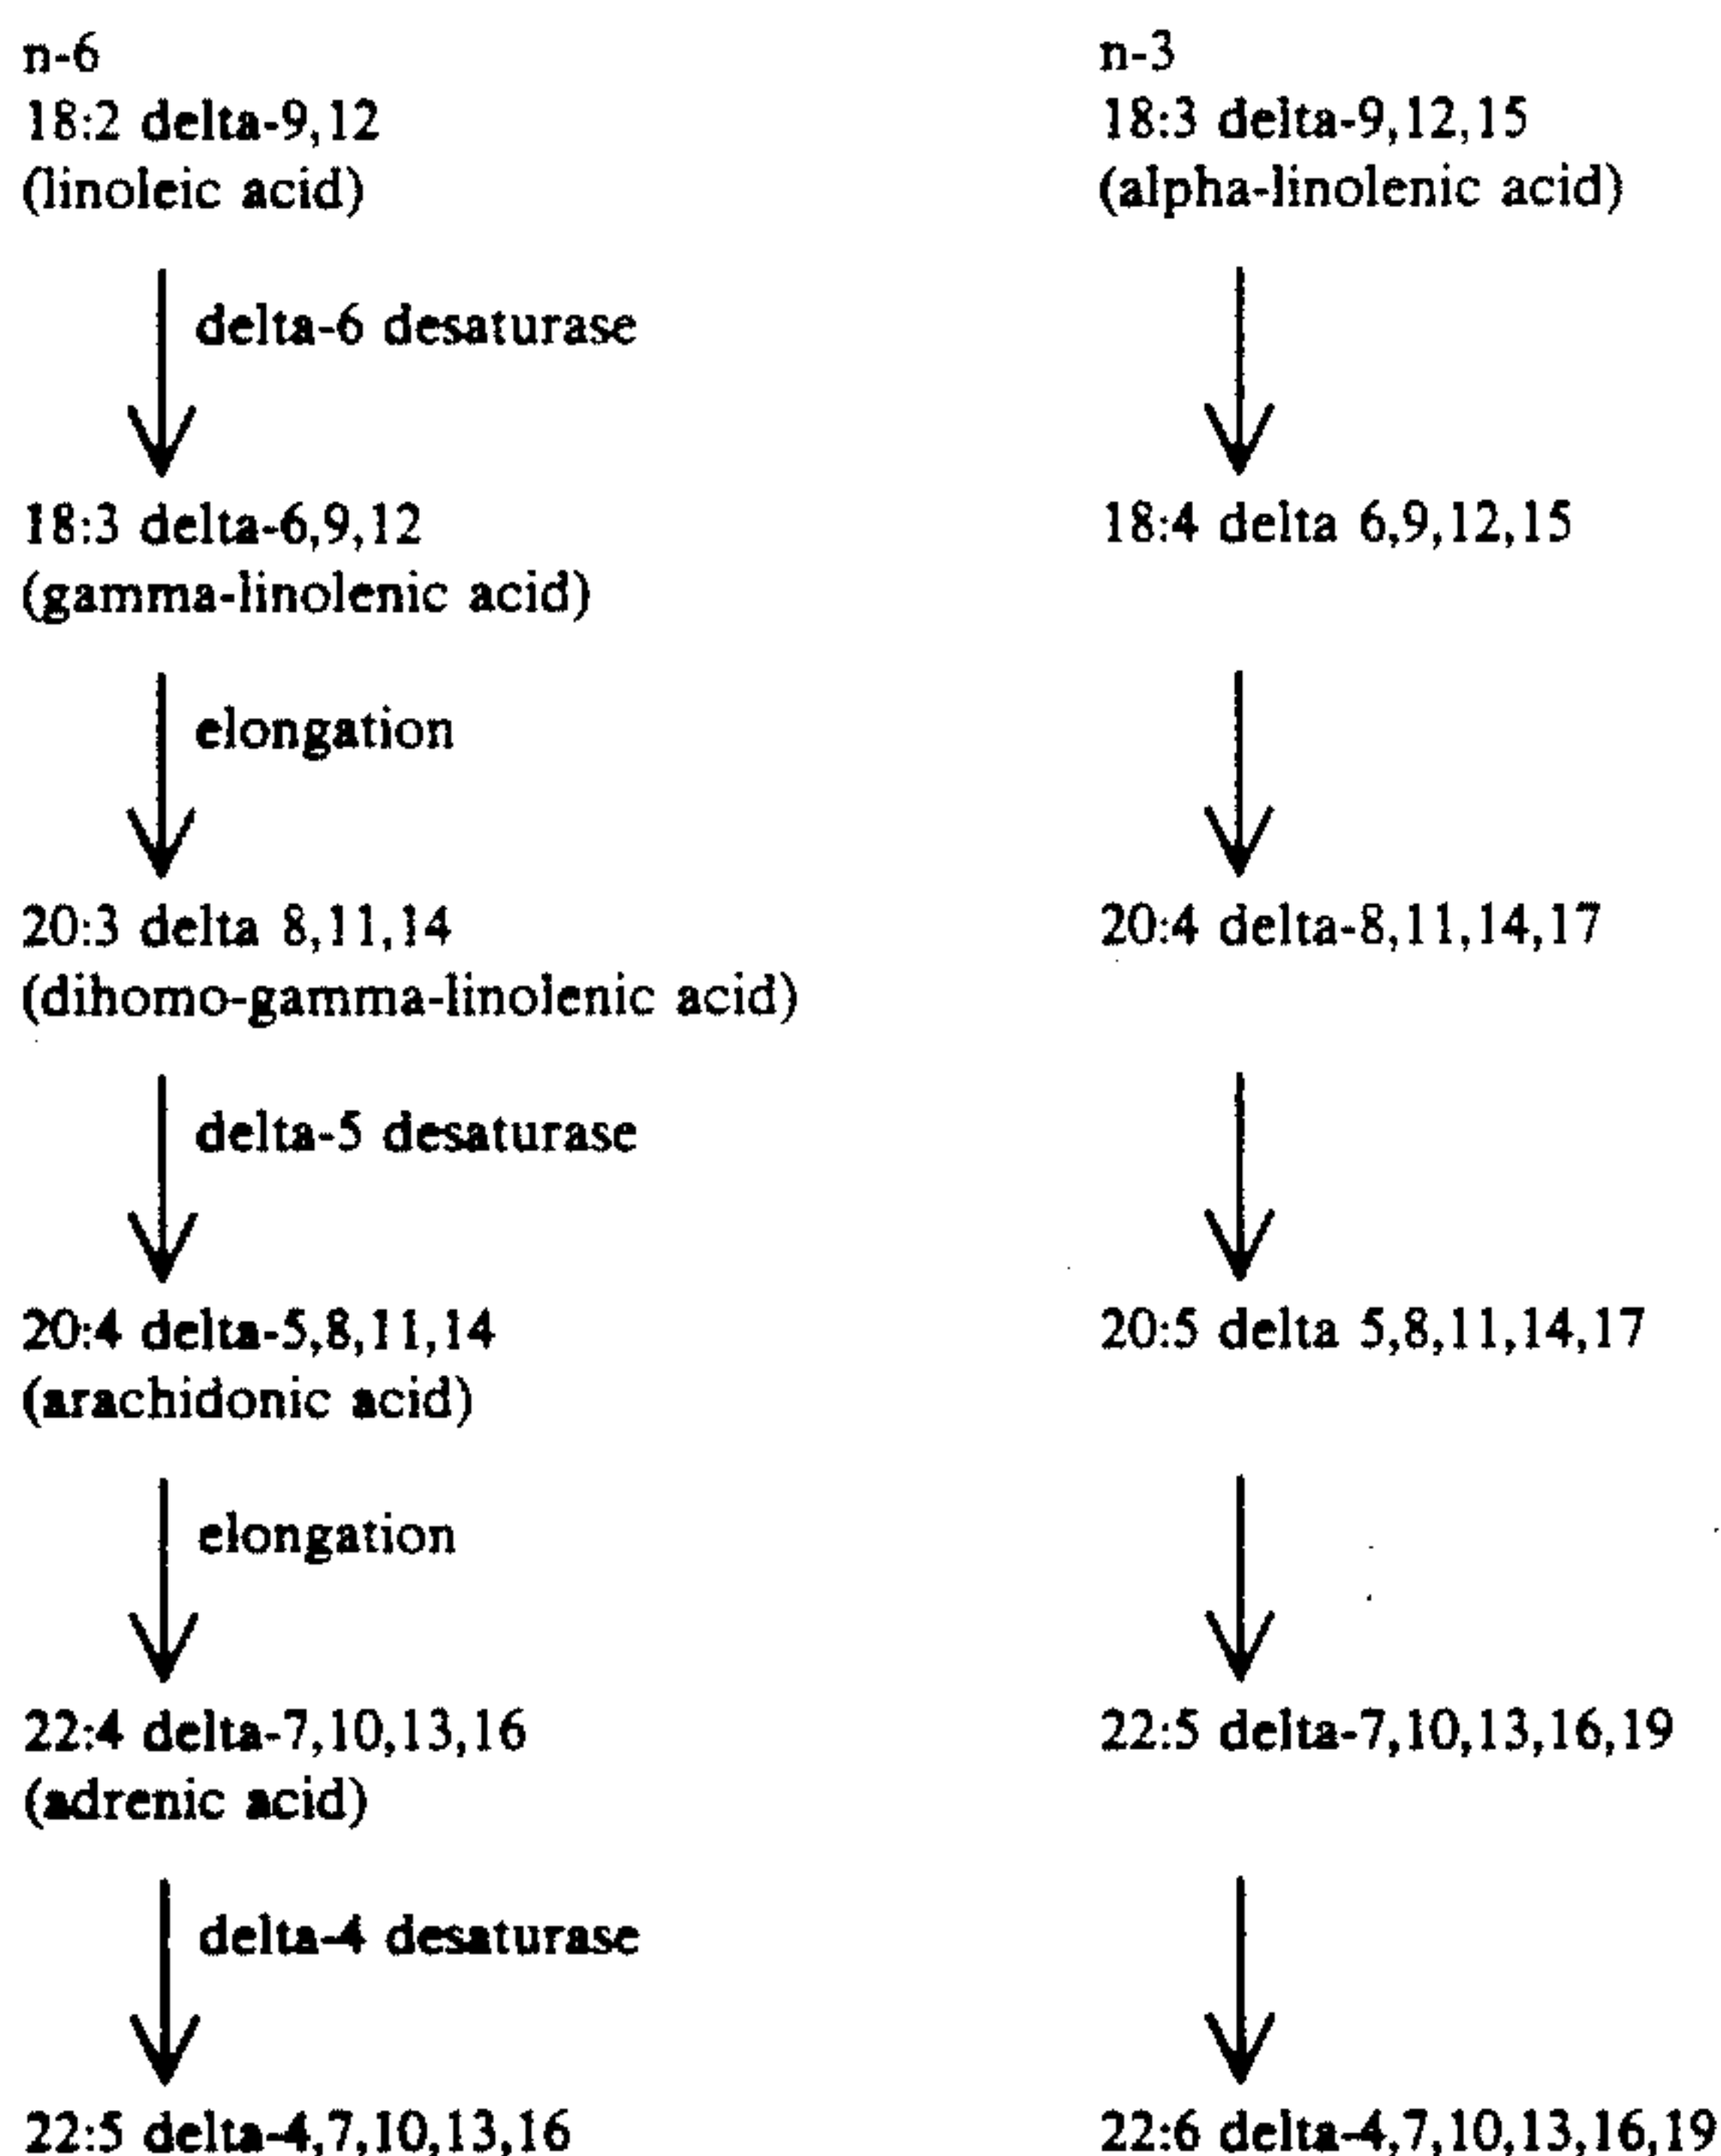 n-6
18:2 delta-9,12
(linoleic acid)
delta-6 desaturase
18:3 delta-6,9,12
(gamma-linolenic acid)
elongation
20:3 delta 8,11,14
(dihomo-gamma-linolenic acid)
delta-5 desaturase
20:4 delta-5,8,11,14
(arachidonic acid)
elongation
22:4 delta-7,10,13,16
(adrenic acid)
delta-4 desaturase
22:5 delta-4,7,10,13,16
n-3
18:3 delta-9,12,15
(alpha-linolenic acid)
18:4 delta 6,9,12,15
20:4 delta-8,11,14,17
20:5 delta 5,8,11,14,17
22:5 delta-7,10,13,16,19
22:6 delta-4,7,10,13,16,19